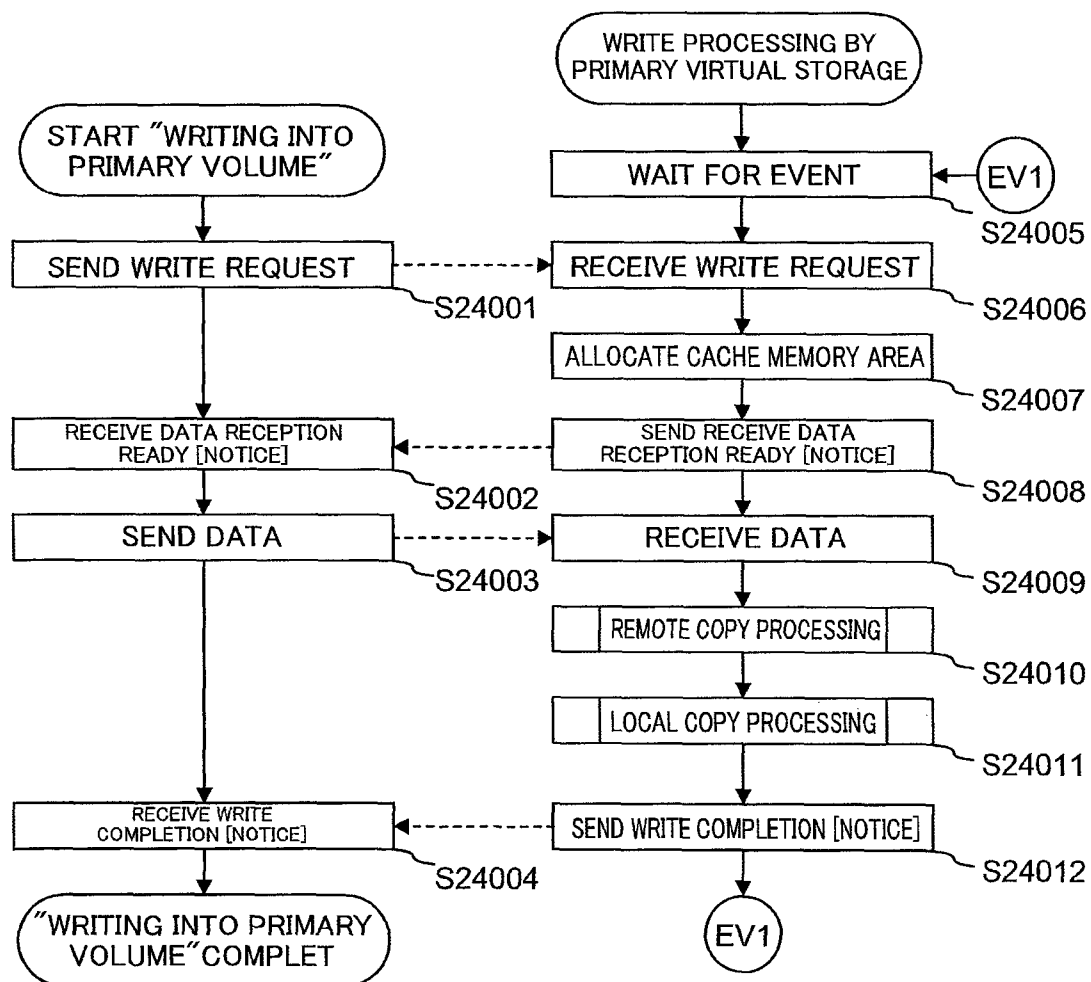 WRITE PROCESSING BY
PRIMARY VIRTUAL STORAGE
START "WRITING INTO
PRIMARY VOLUME"
WAIT FOR EVENT
EV1
S24005
SEND WRITE REQUEST
RECEIVE WRITE REQUEST
S24001
S24006
ALLOCATE CACHE MEMORY AREA
S24007
RECEIVE DATA RECEPTION
READY [NOTICE]
SEND RECEIVE DATA
RECEPTION READY [NOTICE]
S24002
S24008
SEND DATA
RECEIVE DATA
S24003
S24009
REMOTE COPY PROCESSING
S24010
LOCAL COPY PROCESSING
S24011
RECEIVE WRITE
COMPLETION [NOTICE]
SEND WRITE COMPLETION [NOTICE]
S24004
S24012
"WRITING INTO PRIMARY
VOLUME" COMPLET
EV1